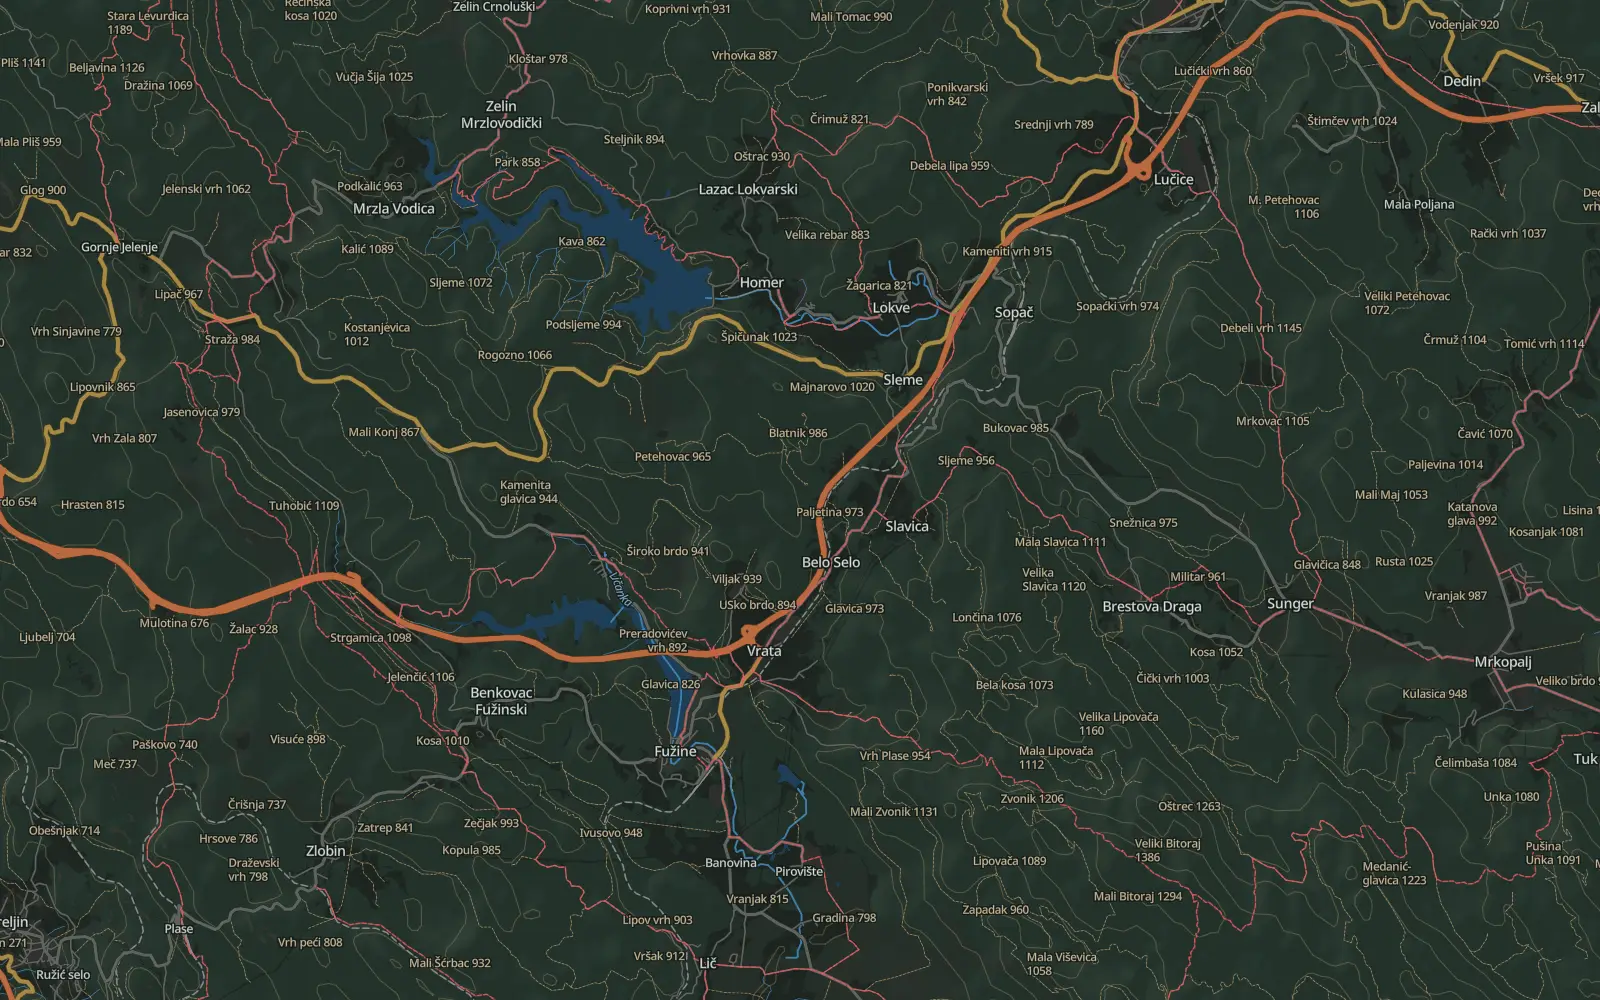 Stara Levurdica
1189
Rečinska
kosa 1020
Zelin Crnoluški
Koprivni vrh 931
Mali Tomac 990
Vodenjak 920
Pliš 1141
Beljavina 1126
Dražina 1069
Vučja Šija 1025
Kloštar 978
Vrhovka 887
Ponikvarski
vrh 842
Lučićki vrh 860
Dedin
Vršek 917
Zal
Zelin
Mrzlovodički
Črimuž 821
Srednji vrh 789
Štimčev vrh 1024
Mala Pliš 959
Steljnik 894
Oštrac 930
Park 858
Debela lipa 959
Lučice
Glog 900
Jelenski vrh 1062
Podkalić 963
Mrzla Vodica
Lazac Lokvarski
M. Petehovac
1106
Mala Poljana
Velika rebar 883
Rački vrh 1037
ar 832
Gornje Jelenje
Kalić 1089
Kava 862
Kameniti vrh 915
Sljeme 1072
Homer
Žagarica 821
Lokve
Sopač
Sopački vrh 974
Veliki Petehovac
1072
Lipač 967
Vrh Sinjavine 779
Straža 984
Kostanjevica
1012
Podsljeme 994
Rogozno 1066
Špičunak 1023
Debeli vrh 1145
Črmuž 1104
Tomić vrh 1114
Lipovnik 865
Majnarovo 1020
Sleme
Jasenovica 979
Vrh Zala 807
Mali Konj 867
Blatnik 986
Bukovac 985
Mrkovac 1105
Čavić 1070
Petehovac 965
Sljeme 956
Paljevina 1014
rdo 654
Hrasten 815
Tuhobić 1109
Kamenita
glavica 944
Paljetina 973
Slavica
Mali Maj 1053
Katanova
glava 992
Lisina 1
Kosanjak 1081
Snežnica 975
Mala Slavica 1111
Široko brdo 941
Belo Selo
Viljak 939
Velika
Slavica 1120
Glavičica 848
Rusta 1025
Militar 961
Vranjak 987
Ličanka
USko brdo 894
Glavica 973
Brestova Draga
Sunger
Lončina 1076
Mulotina 676
Žalac 928
Ljubelj 704
Strgamica 1098
Preradovićev
vrh 892
Vrata
Kosa 1052
Mrkopalj
Jelenčić 1106
Glavica 826
Bela kosa 1073
Čički vrh 1003
Veliko brdo 9
Benkovac
Fužinski
Kulasica 948
Velika Lipovača
1160
Paškovo 740
Visuće 898
Kosa 1010
Fužine
Vrh Plase 954
Mala Lipovača
1112
Meč 737
Čelimbaša 1084
Tuk
Črišnja 737
Zvonik 1206
Unka 1080
Oštrec 1263
Mali Zvonik 1131
Obešnjak 714
Hrsove 786
Zatrep 841
Zečjak 993
Ivusovo 948
Zlobin
Kopula 985
Draževski
vrh 798
Banovina
Pirovište
Lipovača 1089
Veliki Bitoraj
1386
Pušina
Unka 1091
Medanić-
glavica 1223
Vranjak 815
Mali Bitoraj 1294
Zapadak 960
Lipov vrh 903
Gradina 798
reljin
n 271
Plase
Vrh peći 808
Mali Šćrbac 932
Vršak 912
Lič
Mala Viševica
1058
Ružić selo